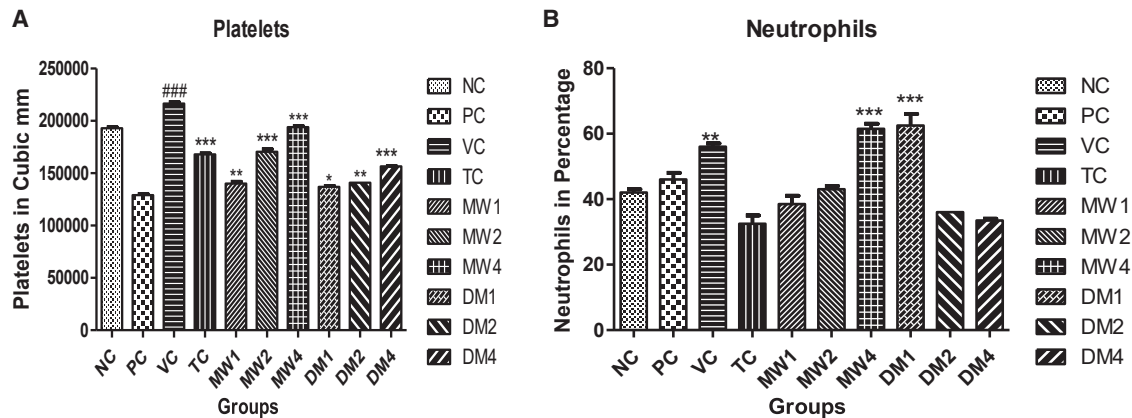 A
Platelets
Platelets in Cubic mm
250000
200000
150000
100000
50000
0
###
***
**
***
***
*
**
***
NC
PC
VC
TC
MW1
MW2
MW4
DM1
DM2
DM4
Groups
NC
PC
VC
TC
MW1
MW2
MW4
DM1
DM2
DM4
B
Neutrophils
Neutrophils in Percentage
80
60
40
20
0
**
***
***
NC
PC
VC
TC
MW1
MW2
MW4
DM1
DM2
DM4
Groups
NC
PC
VC
TC
MW1
MW2
MW4
DM1
DM2
DM4